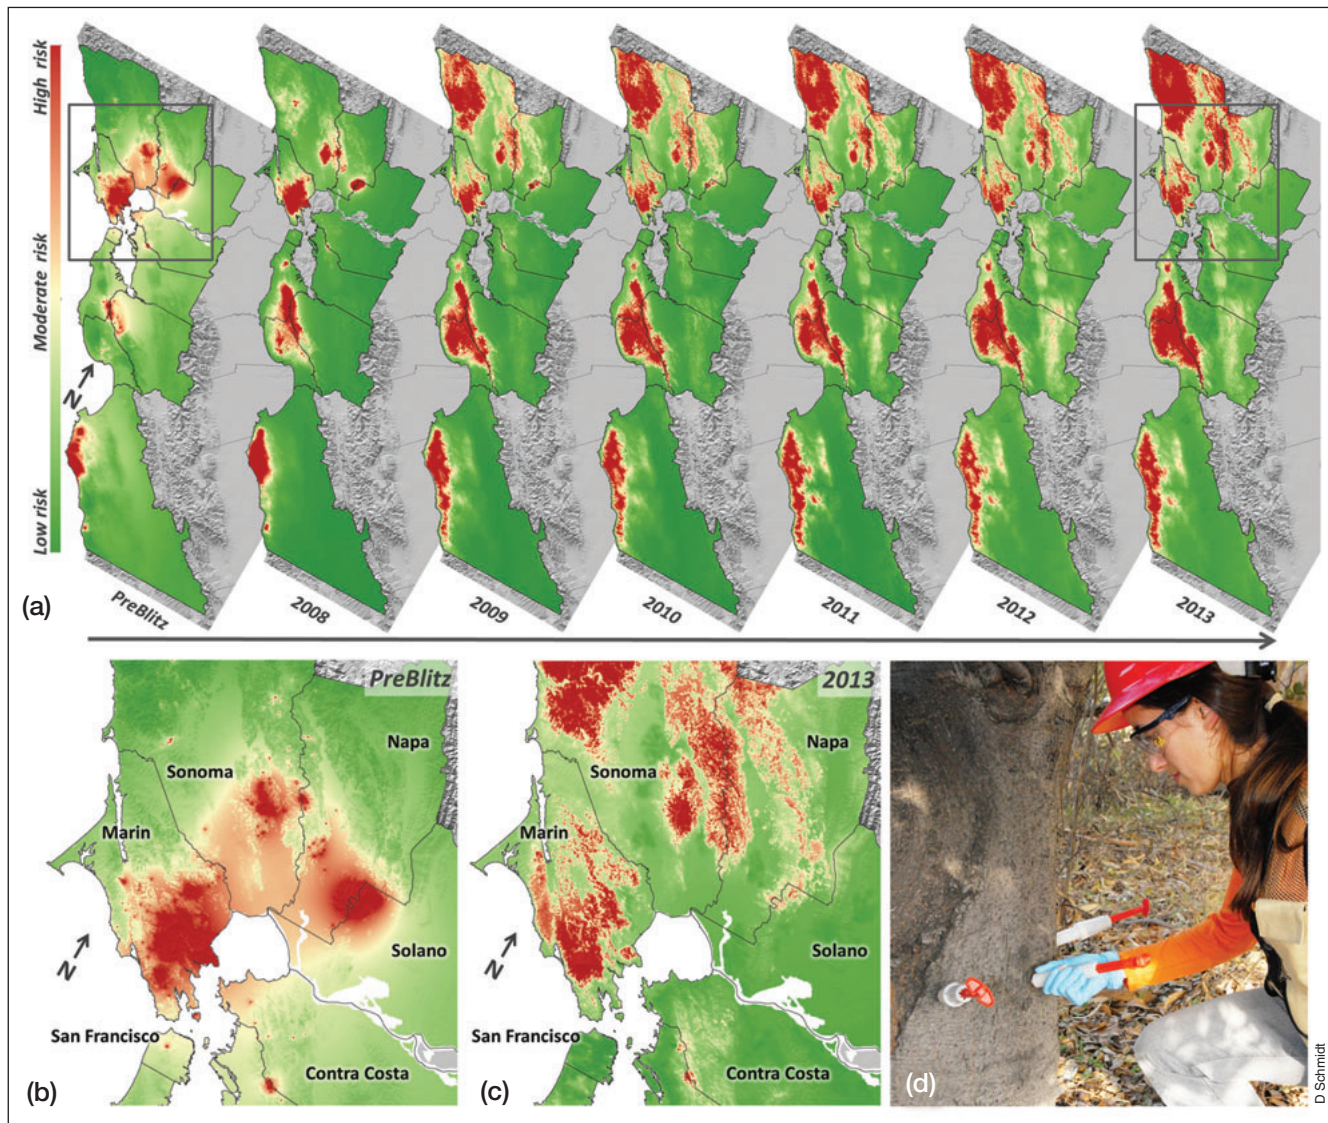 High risk
Moderate risk
Low risk
N
PreBlitz
2008
2009
2010
2011
2012
2013
(a)
PreBlitz
Napa
Sonoma
Marin
Solano
N
San Francisco
Contra Costa
(b)
2013
Napa
Sonoma
Marin
Solano
N
San Francisco
Contra Costa
(c)
(d)
D Schmidt